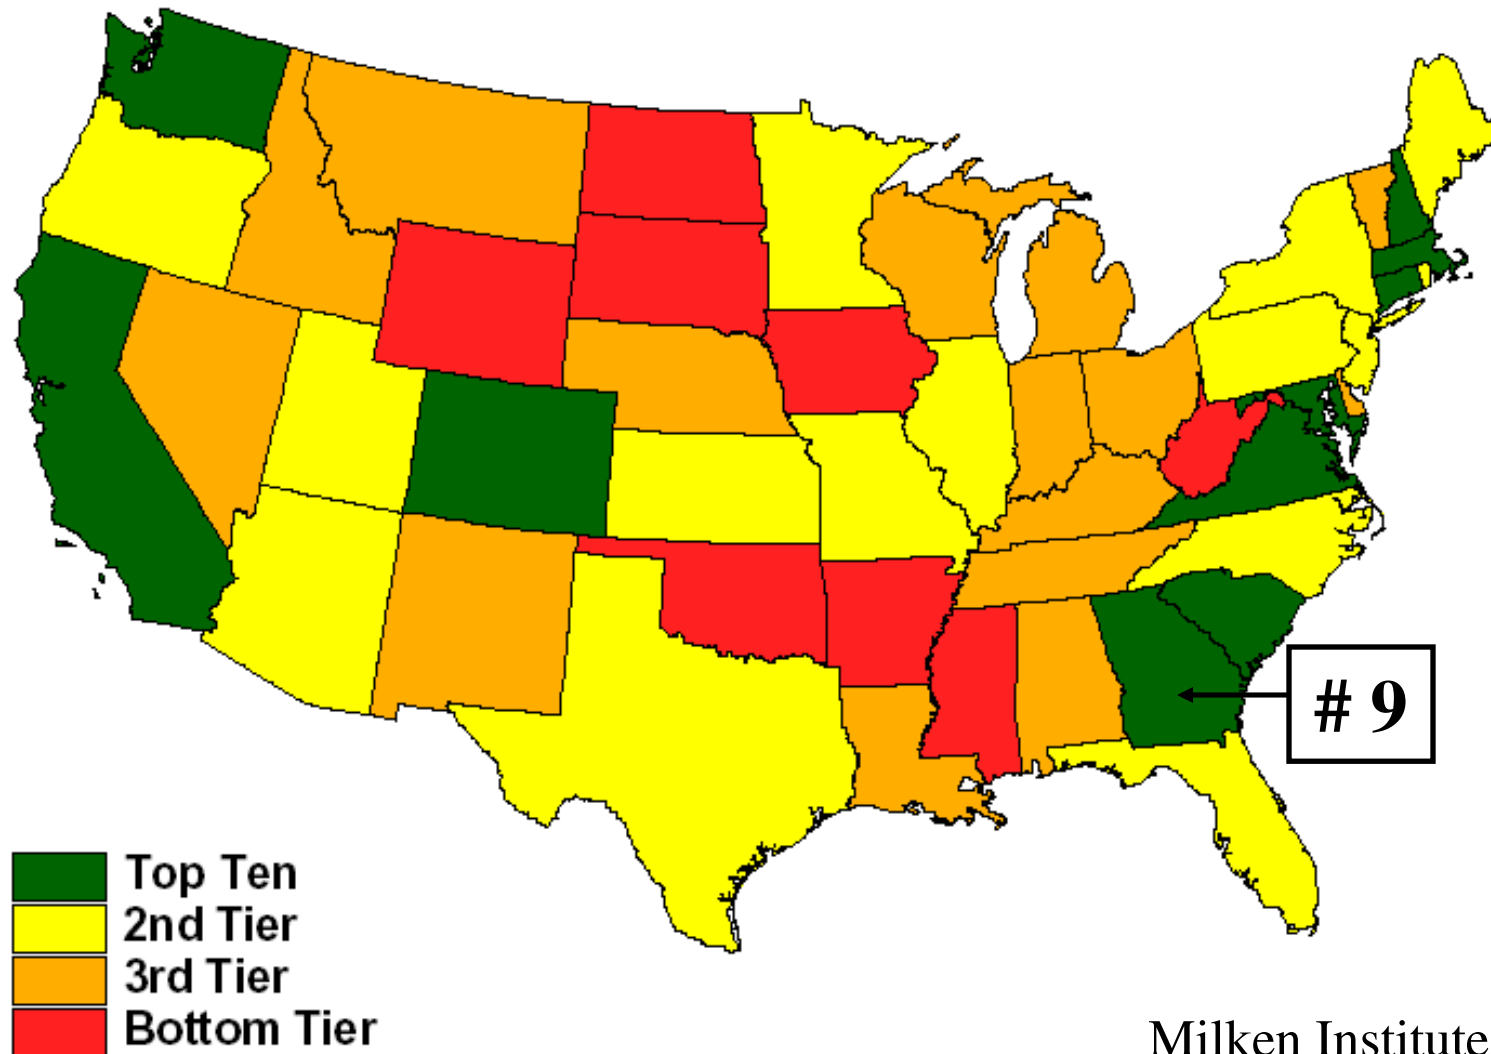 # 9
Top Ten
2nd Tier
3rd Tier
Bottom Tier
Milken Institute